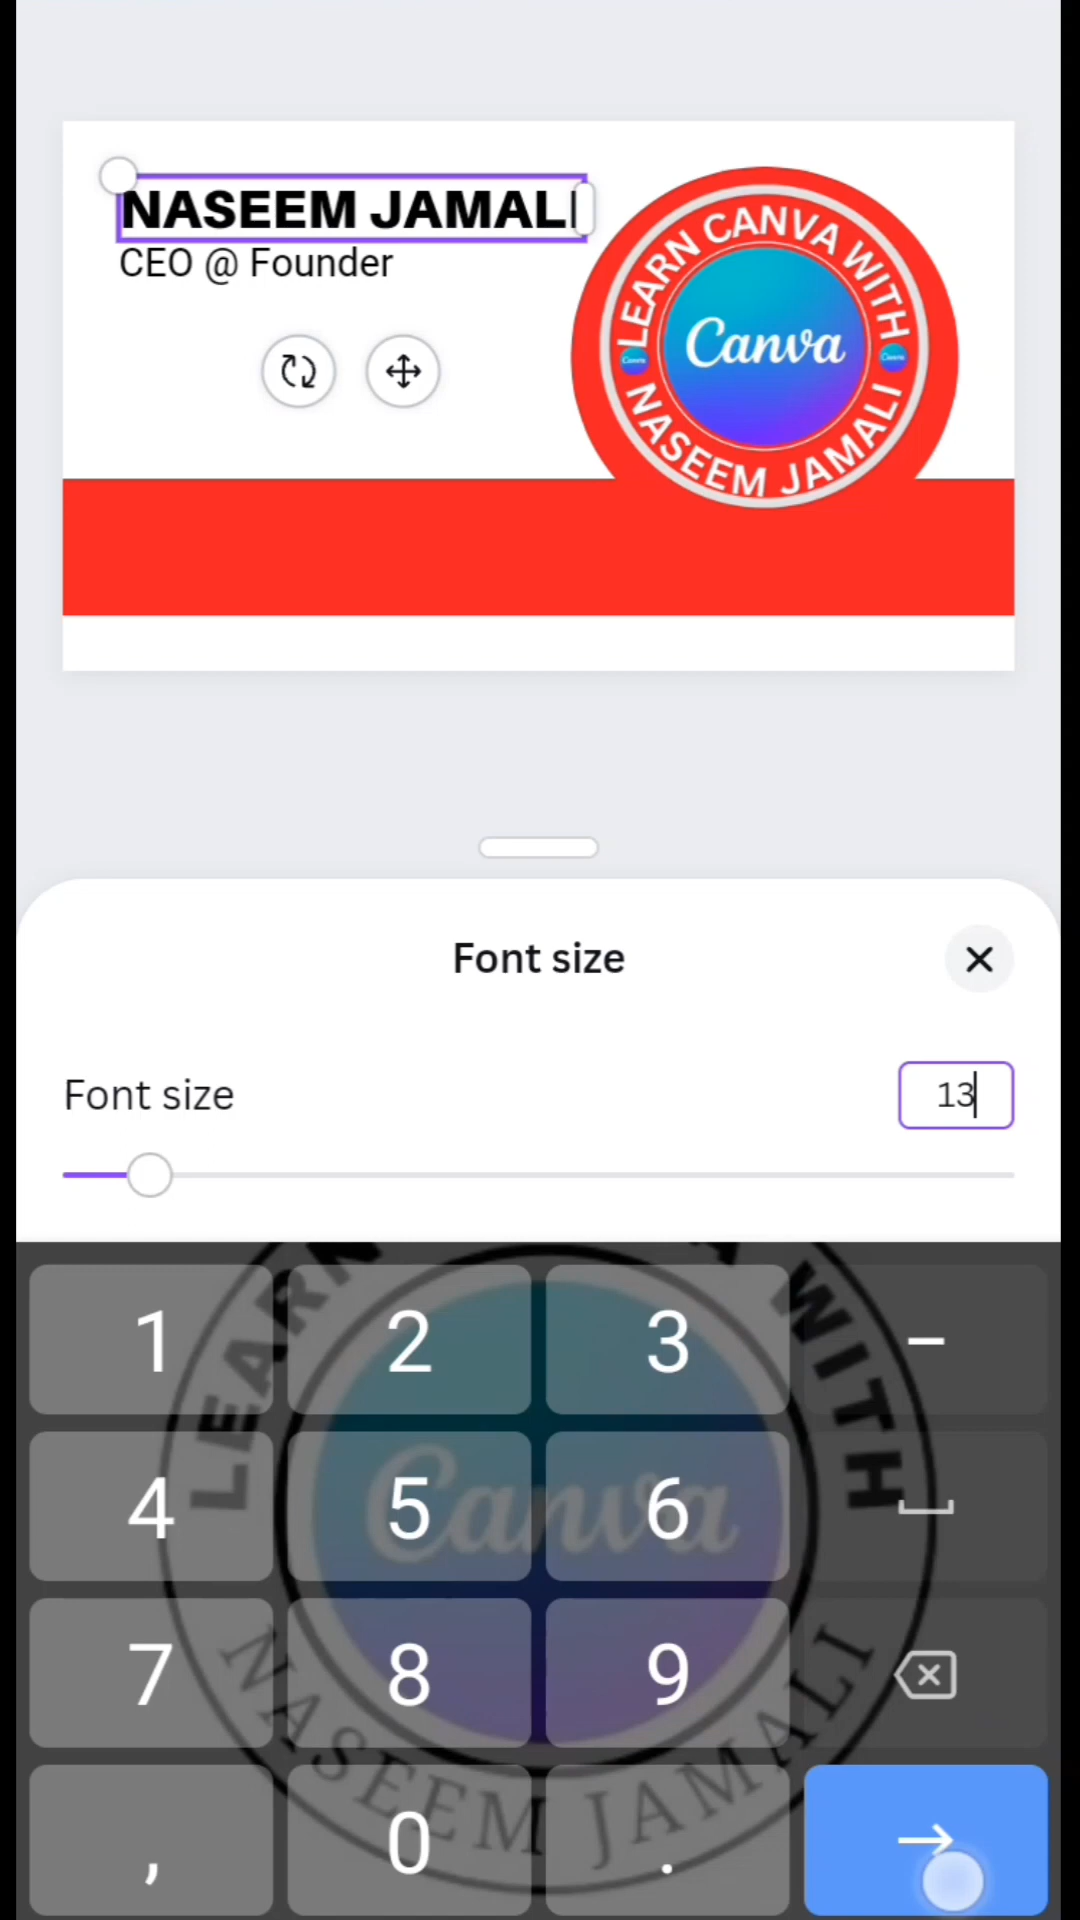 NASEEM JAMALI
CEO @ Founder
LEARN CANVA WITH
Canva
Canva
Canva
NASEEM JAMALI
Font size
Font size
13
1 2 3 –
4 5 6
7 8 9
, 0 .
LEARN
A WITH
Canva
NASEEM JAMALI